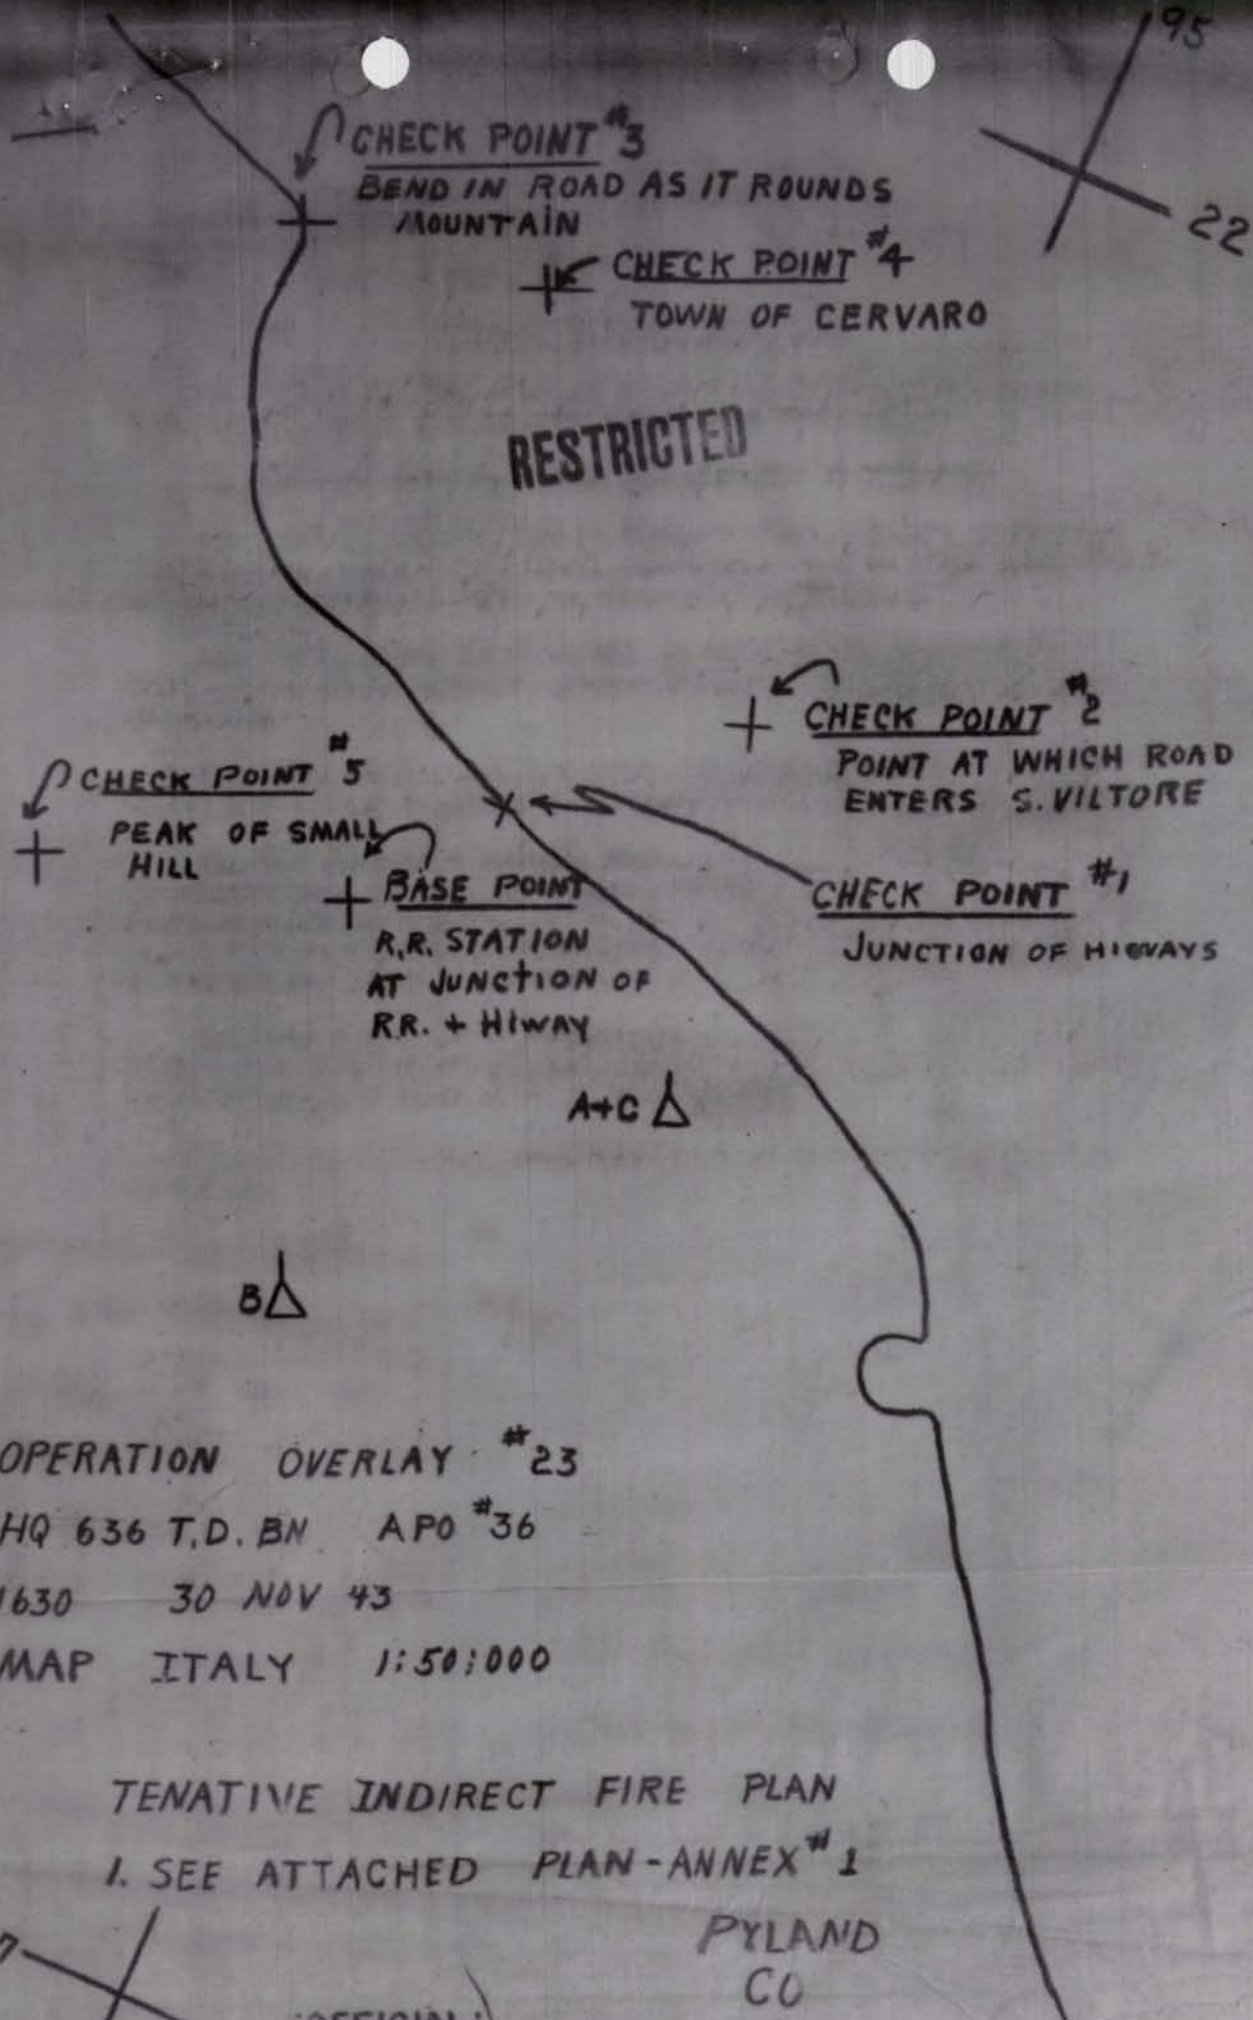 95
22
CHECK POINT #3
BEND IN ROAD AS IT ROUNDS
MOUNTAIN
CHECK POINT #4
TOWN OF CERVARO
RESTRICTED
CHECK POINT #2
POINT AT WHICH ROAD
ENTERS S. VILTORE
CHECK POINT #5
PEAK OF SMALL
HILL
BASE POINT
R.R. STATION
AT JUNCTION OF
R.R. + HIWAY
CHECK POINT #1
JUNCTION OF HIGWAYS
A+C
B
OPERATION OVERLAY #23
HQ 636 T.D. BN APO #36
1630 30 NOV 43
MAP ITALY 1:50:000
TENATIVE INDIRECT FIRE PLAN
1. SEE ATTACHED PLAN - ANNEX #1
PYLAND
CO
7
OFFICIAL: